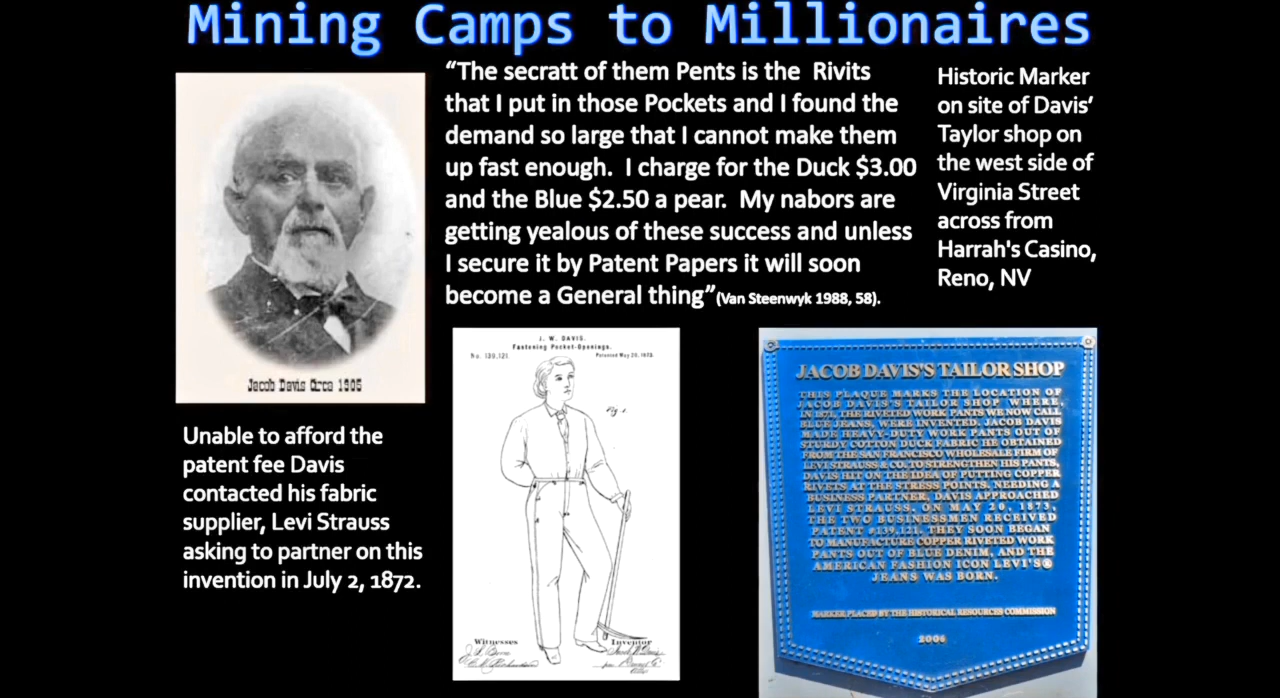 Mining Camps to Millionaires
“The secratt of them Pents is the Rivits
that I put in those Pockets and I found the
demand so large that I cannot make them
up fast enough. I charge for the Duck $3.00
and the Blue $2.50 a pear. My nabors are
getting yealous of these success and unless
I secure it by Patent Papers it will soon
become a General thing”(Van Steenwyk 1988, 58).
Historic Marker
on site of Davis’
Taylor shop on
the west side of
Virginia Street
across from
Harrah's Casino,
Reno, NV
Jacob Davis Circa 1905
Unable to afford the
patent fee Davis
contacted his fabric
supplier, Levi Strauss
asking to partner on this
invention in July 2, 1872.
J. W. DAVIS.
Fastening Pocket-Openings.
No. 139,121.
Patented May 20, 1873.
Fig. 1
Witnesses
Inventor
JACOB DAVIS'S TAILOR SHOP
THIS PLAQUE MARKS THE LOCATION OF
JACOB DAVIS'S TAILOR SHOP WHERE,
IN 1871, THE RIVETED WORK PANTS WE NOW CALL
BLUE JEANS, WERE INVENTED. JACOB DAVIS
MADE HEAVY-DUTY WORK PANTS OUT OF
STURDY COTTON DUCK FABRIC HE OBTAINED
FROM THE SAN FRANCISCO WHOLESALE FIRM OF
LEVI STRAUSS & CO. TO STRENGTHEN HIS PANTS,
DAVIS HIT ON THE IDEA OF PUTTING COPPER
RIVETS AT THE STRESS POINTS. NEEDING A
BUSINESS PARTNER, DAVIS APPROACHED
LEVI STRAUSS. ON MAY 20, 1873,
THE TWO BUSINESSMEN RECEIVED
PATENT #139,121. THEY SOON BEGAN
TO MANUFACTURE COPPER RIVETED WORK
PANTS OUT OF BLUE DENIM, AND THE
AMERICAN FASHION ICON LEVI'S®
JEANS WAS BORN.
MARKER PLACED BY THE HISTORICAL RESOURCES COMMISSION
2006